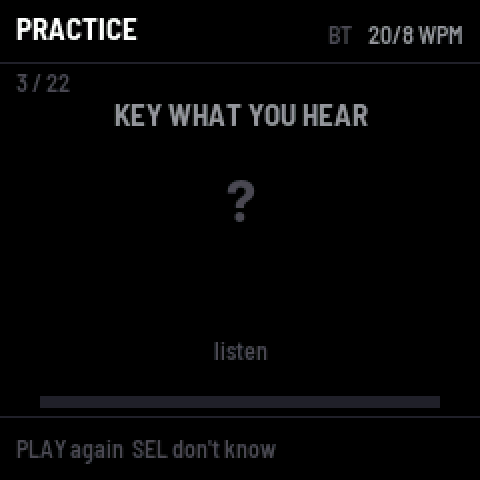 PRACTICE
BT 20/8 WPM
3 / 22
KEY WHAT YOU HEAR
?
listen
PLAY again SEL don't know